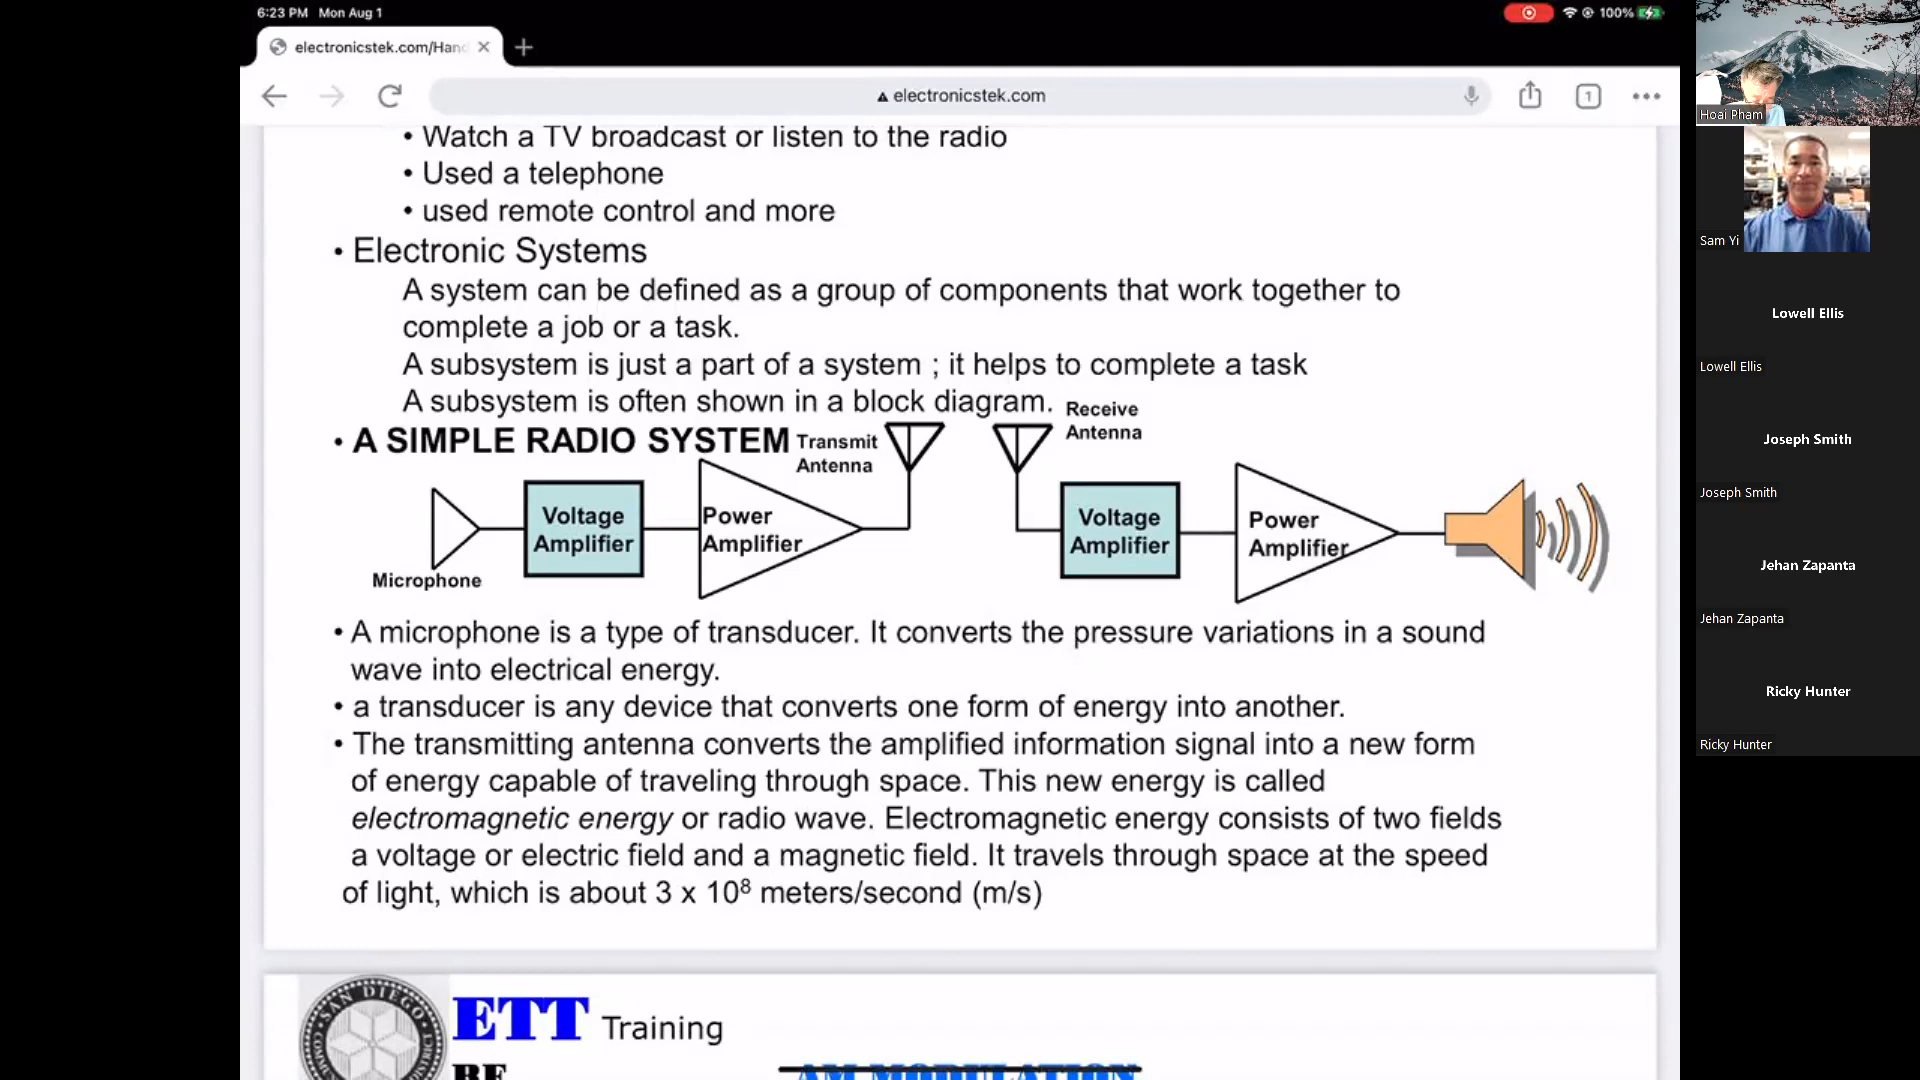 6:23 PM Mon Aug 1
100%
electronicstek.com/Hand
electronicstek.com
1
• Watch a TV broadcast or listen to the radio
• Used a telephone
• used remote control and more
• Electronic Systems
A system can be defined as a group of components that work together to
complete a job or a task.
A subsystem is just a part of a system ; it helps to complete a task
A subsystem is often shown in a block diagram.
• A SIMPLE RADIO SYSTEM
Transmit
Antenna
Receive
Antenna
Microphone
Voltage
Amplifier
Power
Amplifier
Voltage
Amplifier
Power
Amplifier
• A microphone is a type of transducer. It converts the pressure variations in a sound
wave into electrical energy.
• a transducer is any device that converts one form of energy into another.
• The transmitting antenna converts the amplified information signal into a new form
of energy capable of traveling through space. This new energy is called
electromagnetic energy or radio wave. Electromagnetic energy consists of two fields
a voltage or electric field and a magnetic field. It travels through space at the speed
of light, which is about 3 x 10⁸ meters/second (m/s)
SAN DIEGO
ETT Training
RF
AM MODULATION
Hoai Pham
Sam Yi
Lowell Ellis
Lowell Ellis
Joseph Smith
Joseph Smith
Jehan Zapanta
Jehan Zapanta
Ricky Hunter
Ricky Hunter